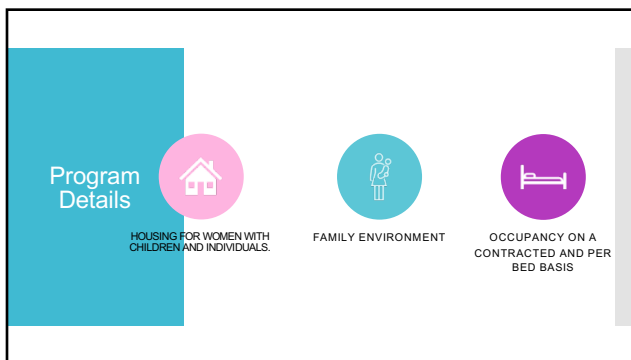 Program
Details
HOUSING FOR WOMEN WITH
CHILDREN AND INDIVIDUALS.
FAMILY ENVIRONMENT
OCCUPANCY ON A
CONTRACTED AND PER
BED BASIS